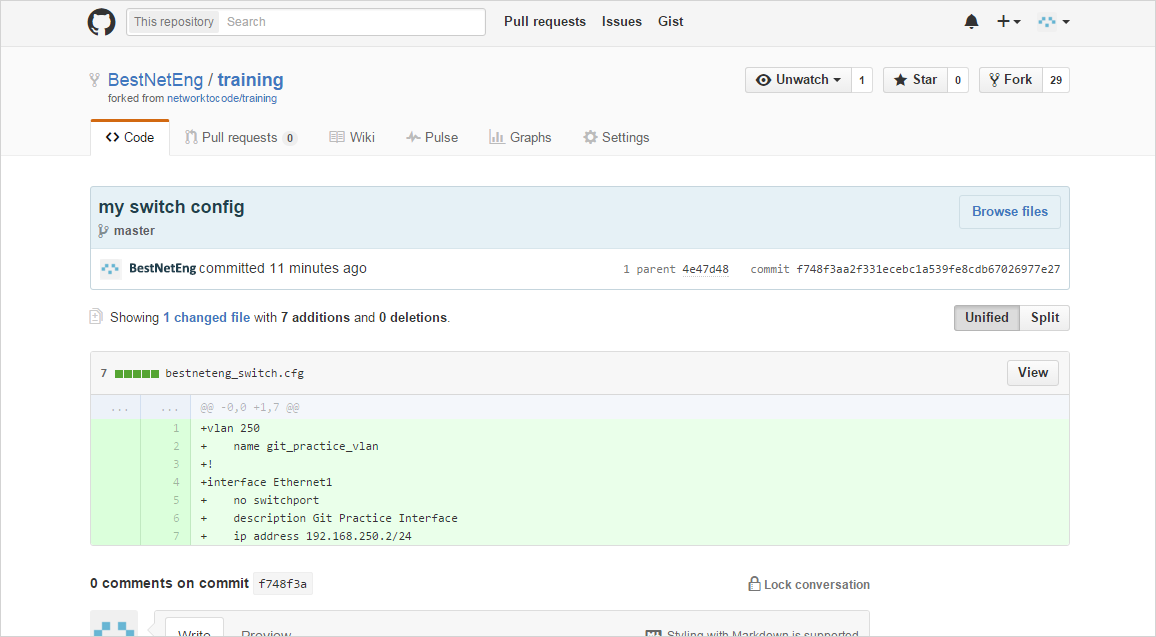 This repository Search Pull requests Issues Gist
BestNetEng / training Unwatch 1 Star 0 Fork 29
forked from networktocode/training
Code Pull requests 0 Wiki Pulse Graphs Settings
my switch config Browse files
master
BestNetEng committed 11 minutes ago 1 parent 4e47d48 commit f748f3aa2f331ecebc1a539fe8cdb67026977e27
Showing 1 changed file with 7 additions and 0 deletions. Unified Split
7 bestneteng_switch.cfg View
... ... @@ -0,0 +1,7 @@
1 +vlan 250
2 +    name git_practice_vlan
3 +!
4 +interface Ethernet1
5 +    no switchport
6 +    description Git Practice Interface
7 +    ip address 192.168.250.2/24
0 comments on commit f748f3a Lock conversation
Write Preview Styling with Markdown is supported